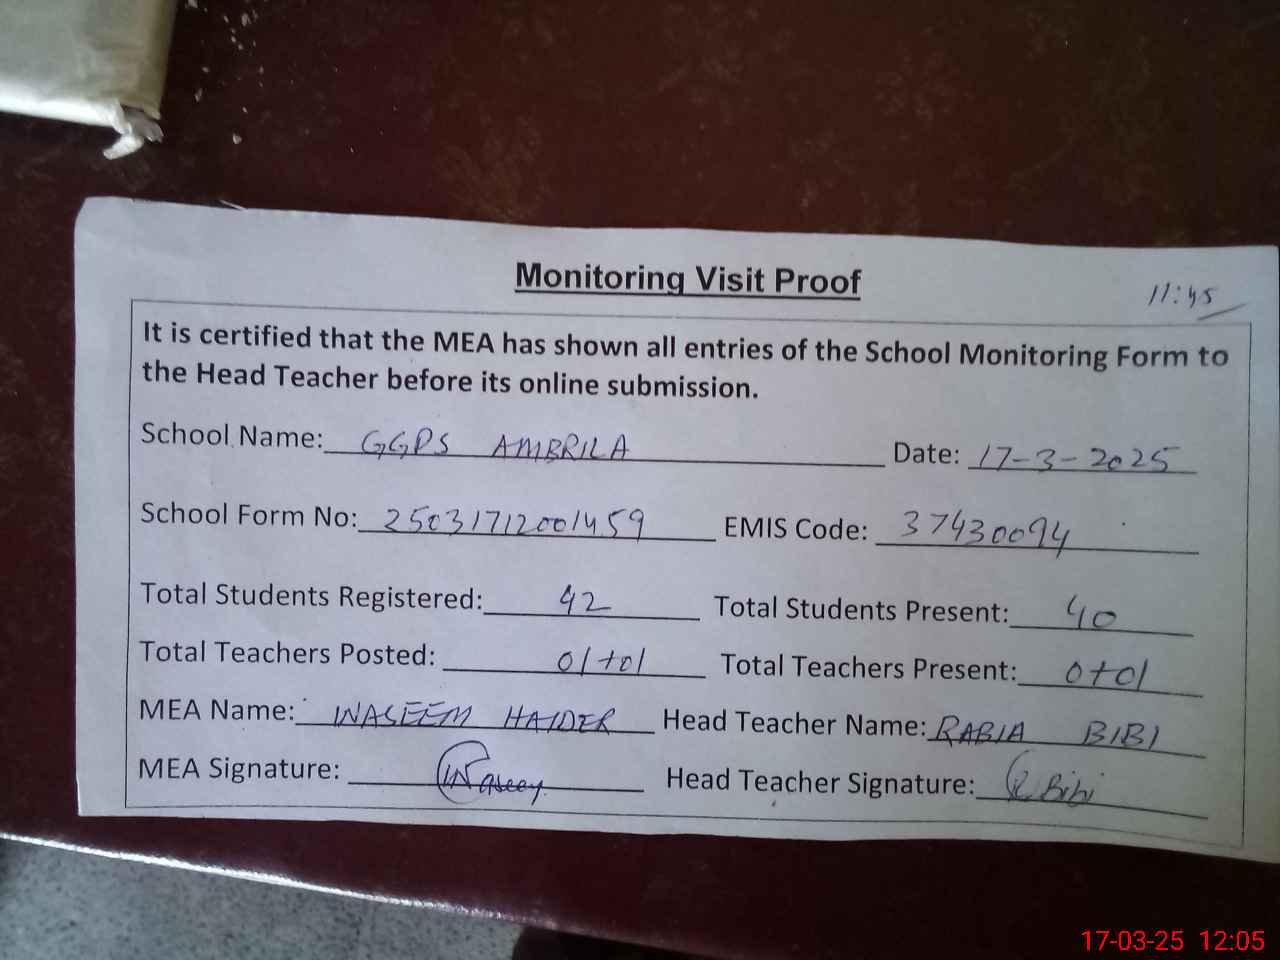 Monitoring Visit Proof
11:45
It is certified that the MEA has shown all entries of the School Monitoring Form to
the Head Teacher before its online submission.
School Name: GGPS AMBRILA Date: 17-3-2025
School Form No: 25031712001459 EMIS Code: 37430094
Total Students Registered: 42 Total Students Present: 40
Total Teachers Posted: 01+01 Total Teachers Present: 0+01
MEA Name: WASEEM HAIDER Head Teacher Name: RABIA BIBI
MEA Signature: Waseem Head Teacher Signature: R Bibi
17-03-25 12:05